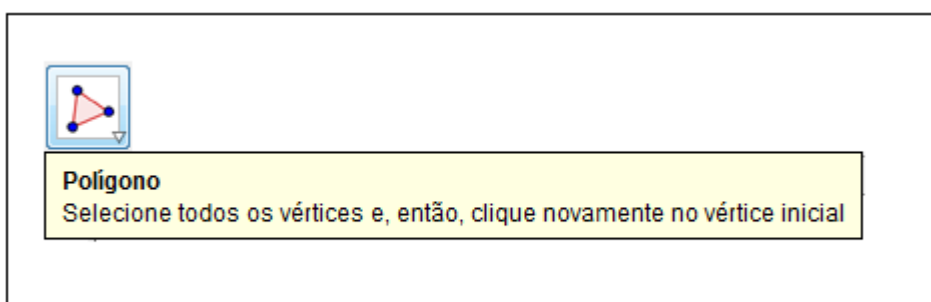 Polígono
Selecione todos os vértices e, então, clique novamente no vértice inicial